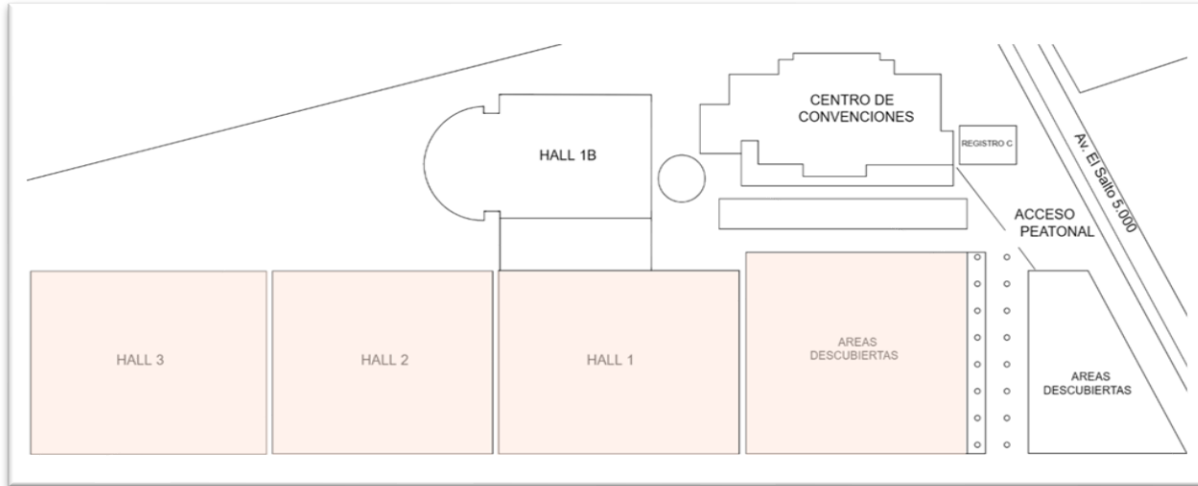 CENTRO DE
CONVENCIONES
REGISTRO C
HALL 1B
Av. El Salto 5.000
ACCESO
PEATONAL
HALL 3
HALL 2
HALL 1
AREAS
DESCUBIERTAS
AREAS
DESCUBIERTAS